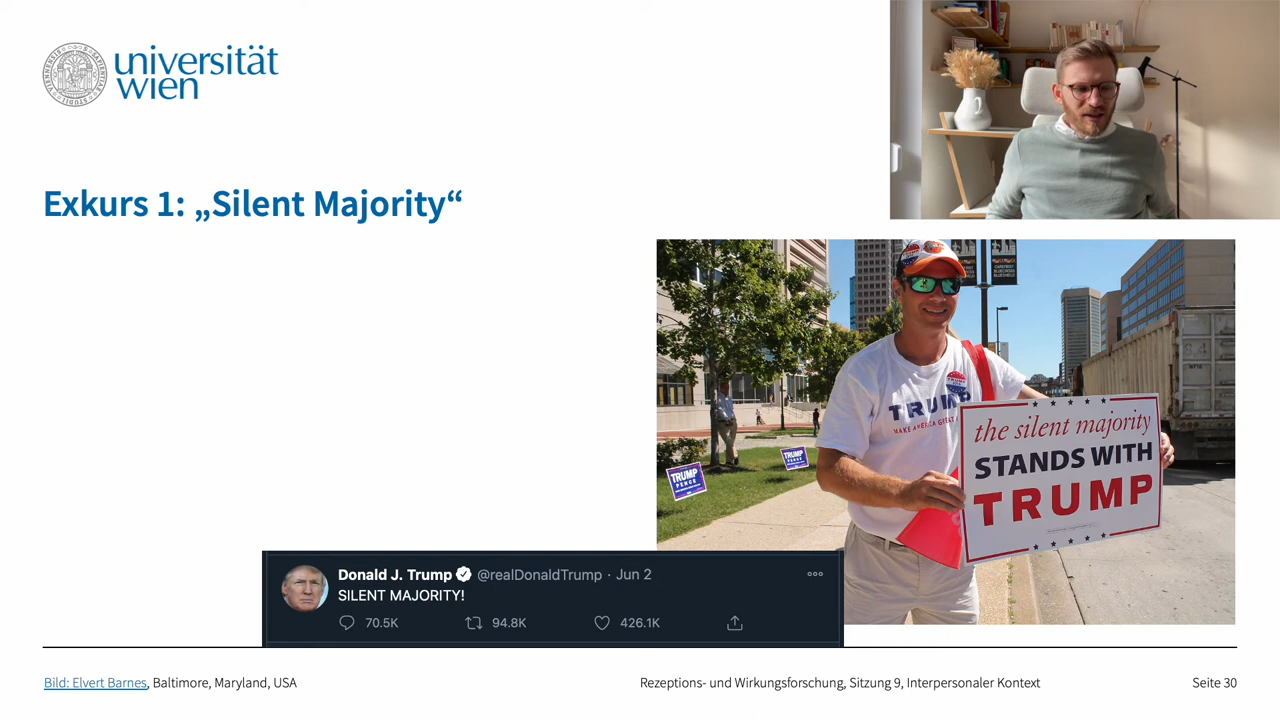 universität
wien
Exkurs 1: „Silent Majority“
TRUMP
MAKE AMERICA GREAT
TRUMP
PENCE
TRUMP
PENCE
the silent majority
STANDS WITH
TRUMP
Donald J. Trump @realDonaldTrump · Jun 2
SILENT MAJORITY!
70.5K 94.8K 426.1K
Bild: Elvert Barnes, Baltimore, Maryland, USA
Rezeptions- und Wirkungsforschung, Sitzung 9, Interpersonaler Kontext
Seite 30